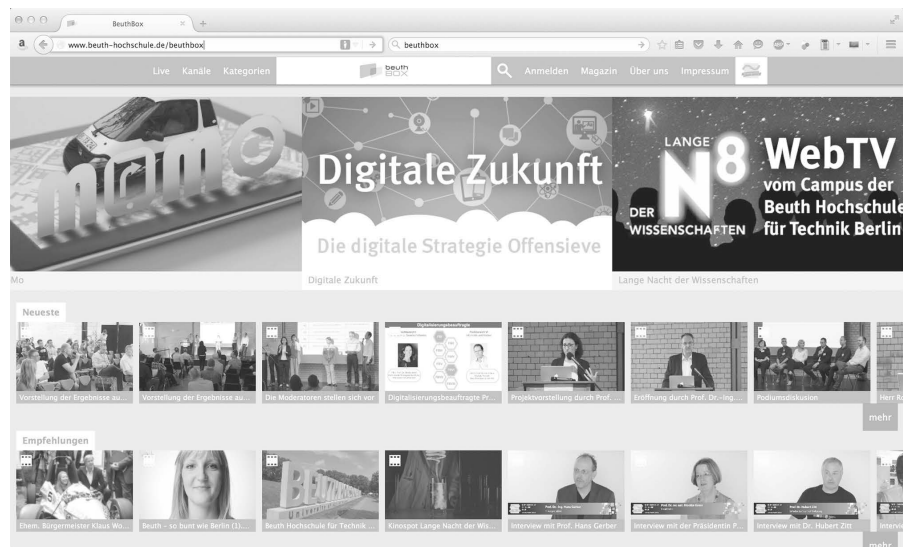 BeuthBox
www.beuth-hochschule.de/beuthbox
beuthbox
Live Kanäle Kategorien
beuth
BOX
Anmelden Magazin Über uns Impressum
momo
Digitale Zukunft
Die digitale Strategie Offensieve
LANGE
N8
DER
WISSENSCHAFTEN
WebTV
vom Campus der
Beuth Hochschule
für Technik Berlin
Mo
Digitale Zukunft
Lange Nacht der Wissenschaften
Neueste
Digitalisierungsbeauftragte
Vorstellung der Ergebnisse au...
Vorstellung der Ergebnisse au...
Die Moderatoren stellen sich vor
Digitalisierungsbeauftragte Pr...
Projektvorstellung durch Prof. ...
Eröffnung durch Prof. Dr.-Ing....
Podiumsdiskusion
Herr
mehr
Empfehlungen
Ehem. Bürgermeister Klaus Wo...
Beuth - so bunt wie Berlin (1)....
Beuth Hochschule für Technik ...
Kinospot Lange Nacht der Wis...
Interview mit Prof. Hans Gerber
Interview mit der Präsidentin P...
Interview mit Dr. Hubert Zitt
mehr